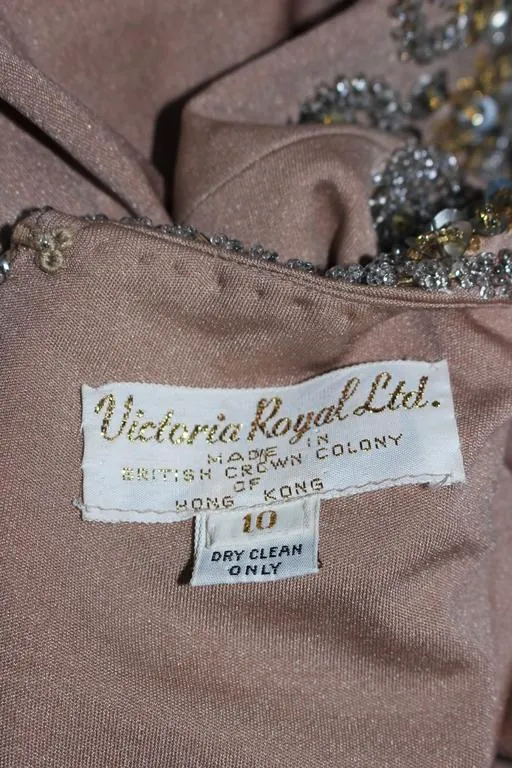 Victoria Royal Ltd.
MADE IN
BRITISH CROWN COLONY
OF
HONG KONG
10
DRY CLEAN
ONLY